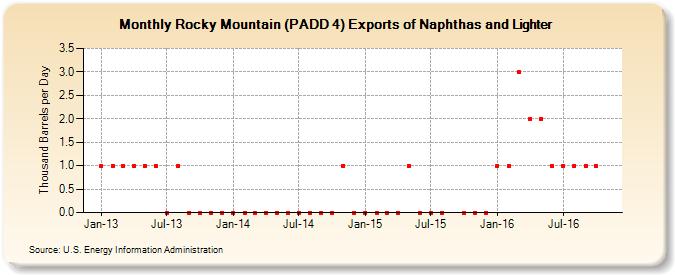 Monthly Rocky Mountain (PADD 4) Exports of Naphthas and Lighter
Thousand Barrels per Day
3.5
3.0
2.5
2.0
1.5
1.0
0.5
0.0
Jan-13 Jul-13 Jan-14 Jul-14 Jan-15 Jul-15 Jan-16 Jul-16
Source: U.S. Energy Information Administration